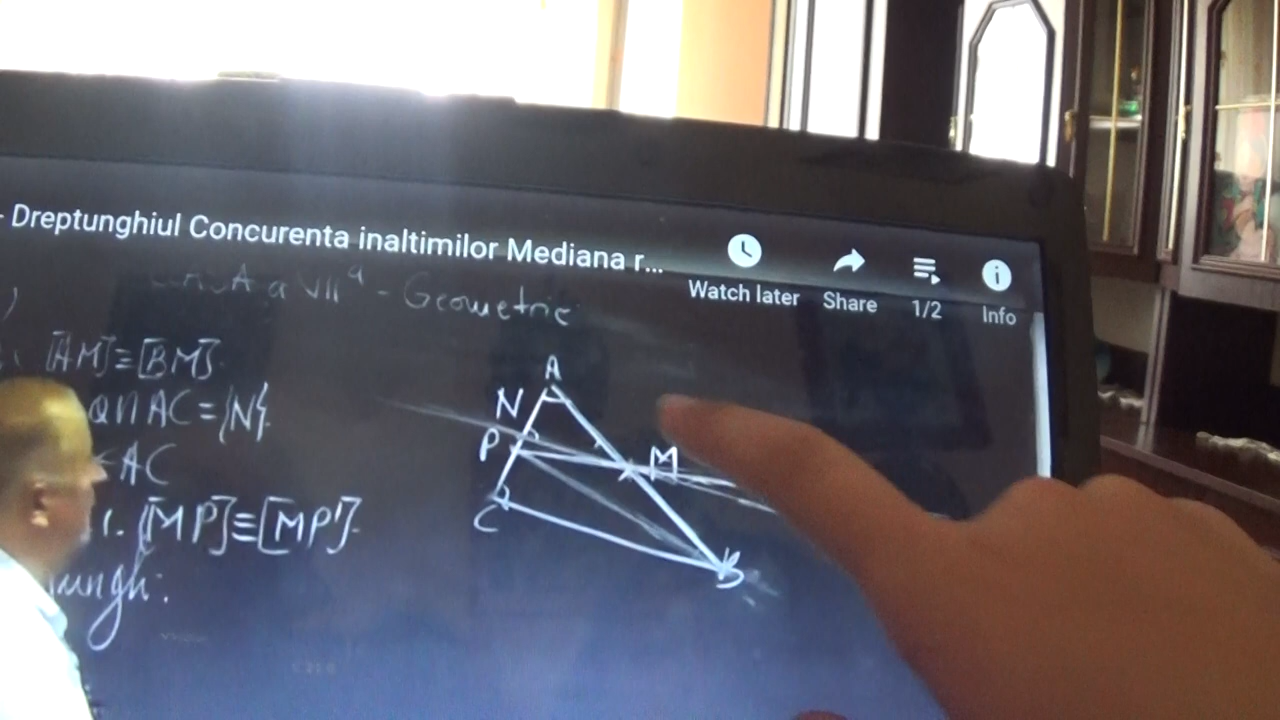 - Dreptunghiul Concurenta inaltimilor Mediana r...
Watch later
Share
1/2
Info
a VII a - Geometrie
[AM]≡[BM].
∩ AC = {N}.
AC
[MP]≡[MP'].
A
N
P
M
C
B